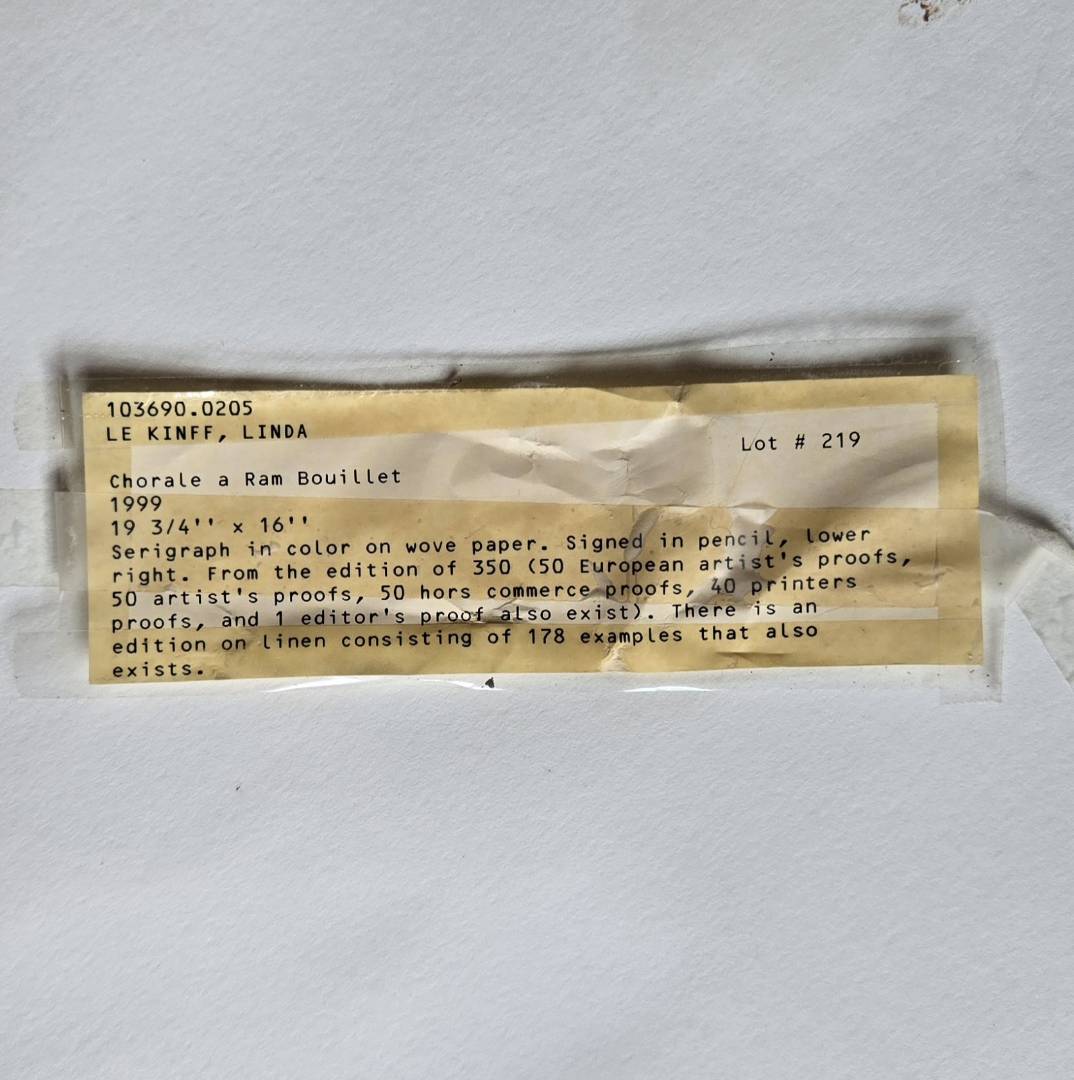 103690.0205
LE KINFF, LINDA
Lot # 219
Chorale a Ram Bouillet
1999
19 3/4'' x 16''
Serigraph in color on wove paper. Signed in pencil, lower
right. From the edition of 350 (50 European artist's proofs,
50 artist's proofs, 50 hors commerce proofs, 40 printers
proofs, and 1 editor's proof also exist). There is an
edition on linen consisting of 178 examples that also
exists.